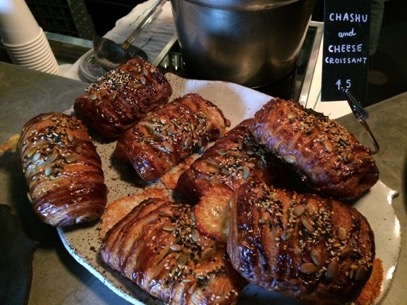 CHASHU
and
CHEESE
CROISSANT
4.5